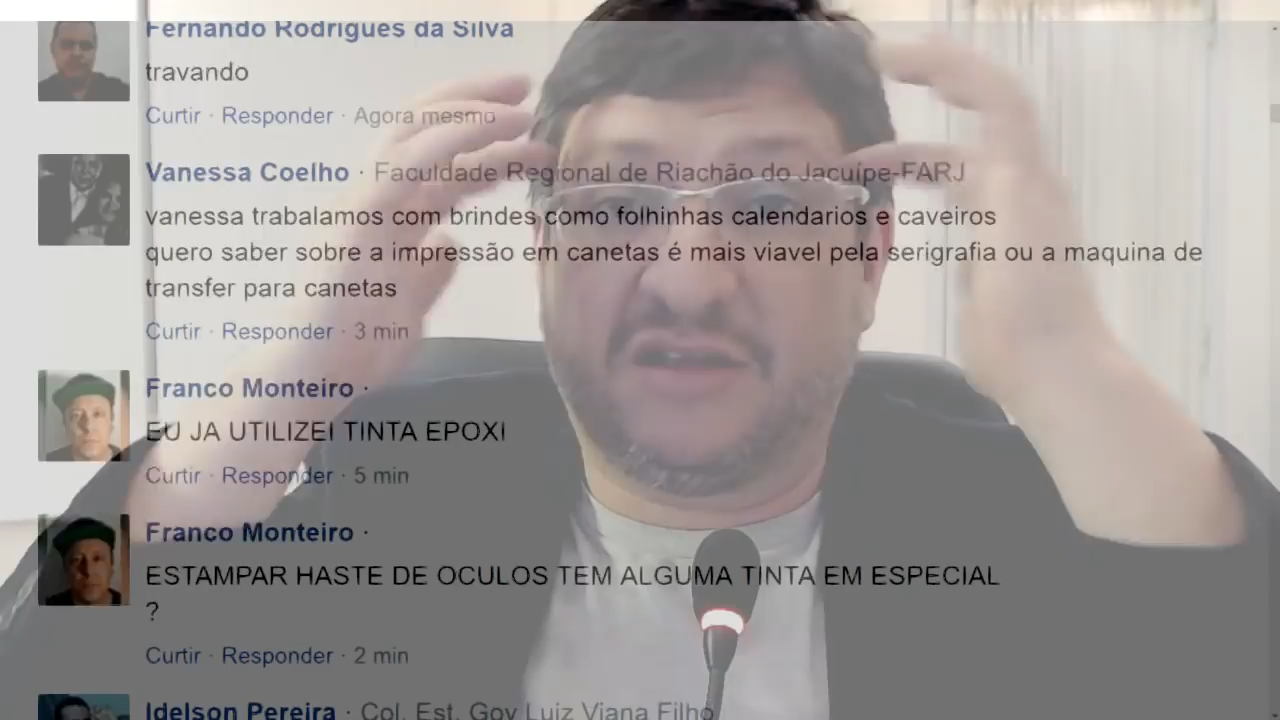 Fernando Rodrigues da Silva
travando
Curtir · Responder · Agora mesmo
Vanessa Coelho · Faculdade Regional de Riachão do Jacuípe-FARJ
vanessa trabalamos com brindes como folhinhas calendarios e caveiros
quero saber sobre a impressão em canetas é mais viavel pela serigrafia ou a maquina de
transfer para canetas
Curtir · Responder · 3 min
Franco Monteiro ·
EU JA UTILIZEI TINTA EPOXI
Curtir · Responder · 5 min
Franco Monteiro ·
ESTAMPAR HASTE DE OCULOS TEM ALGUMA TINTA EM ESPECIAL
?
Curtir · Responder · 2 min
Idelson Pereira · Col. Est. Gov Luiz Viana Filho